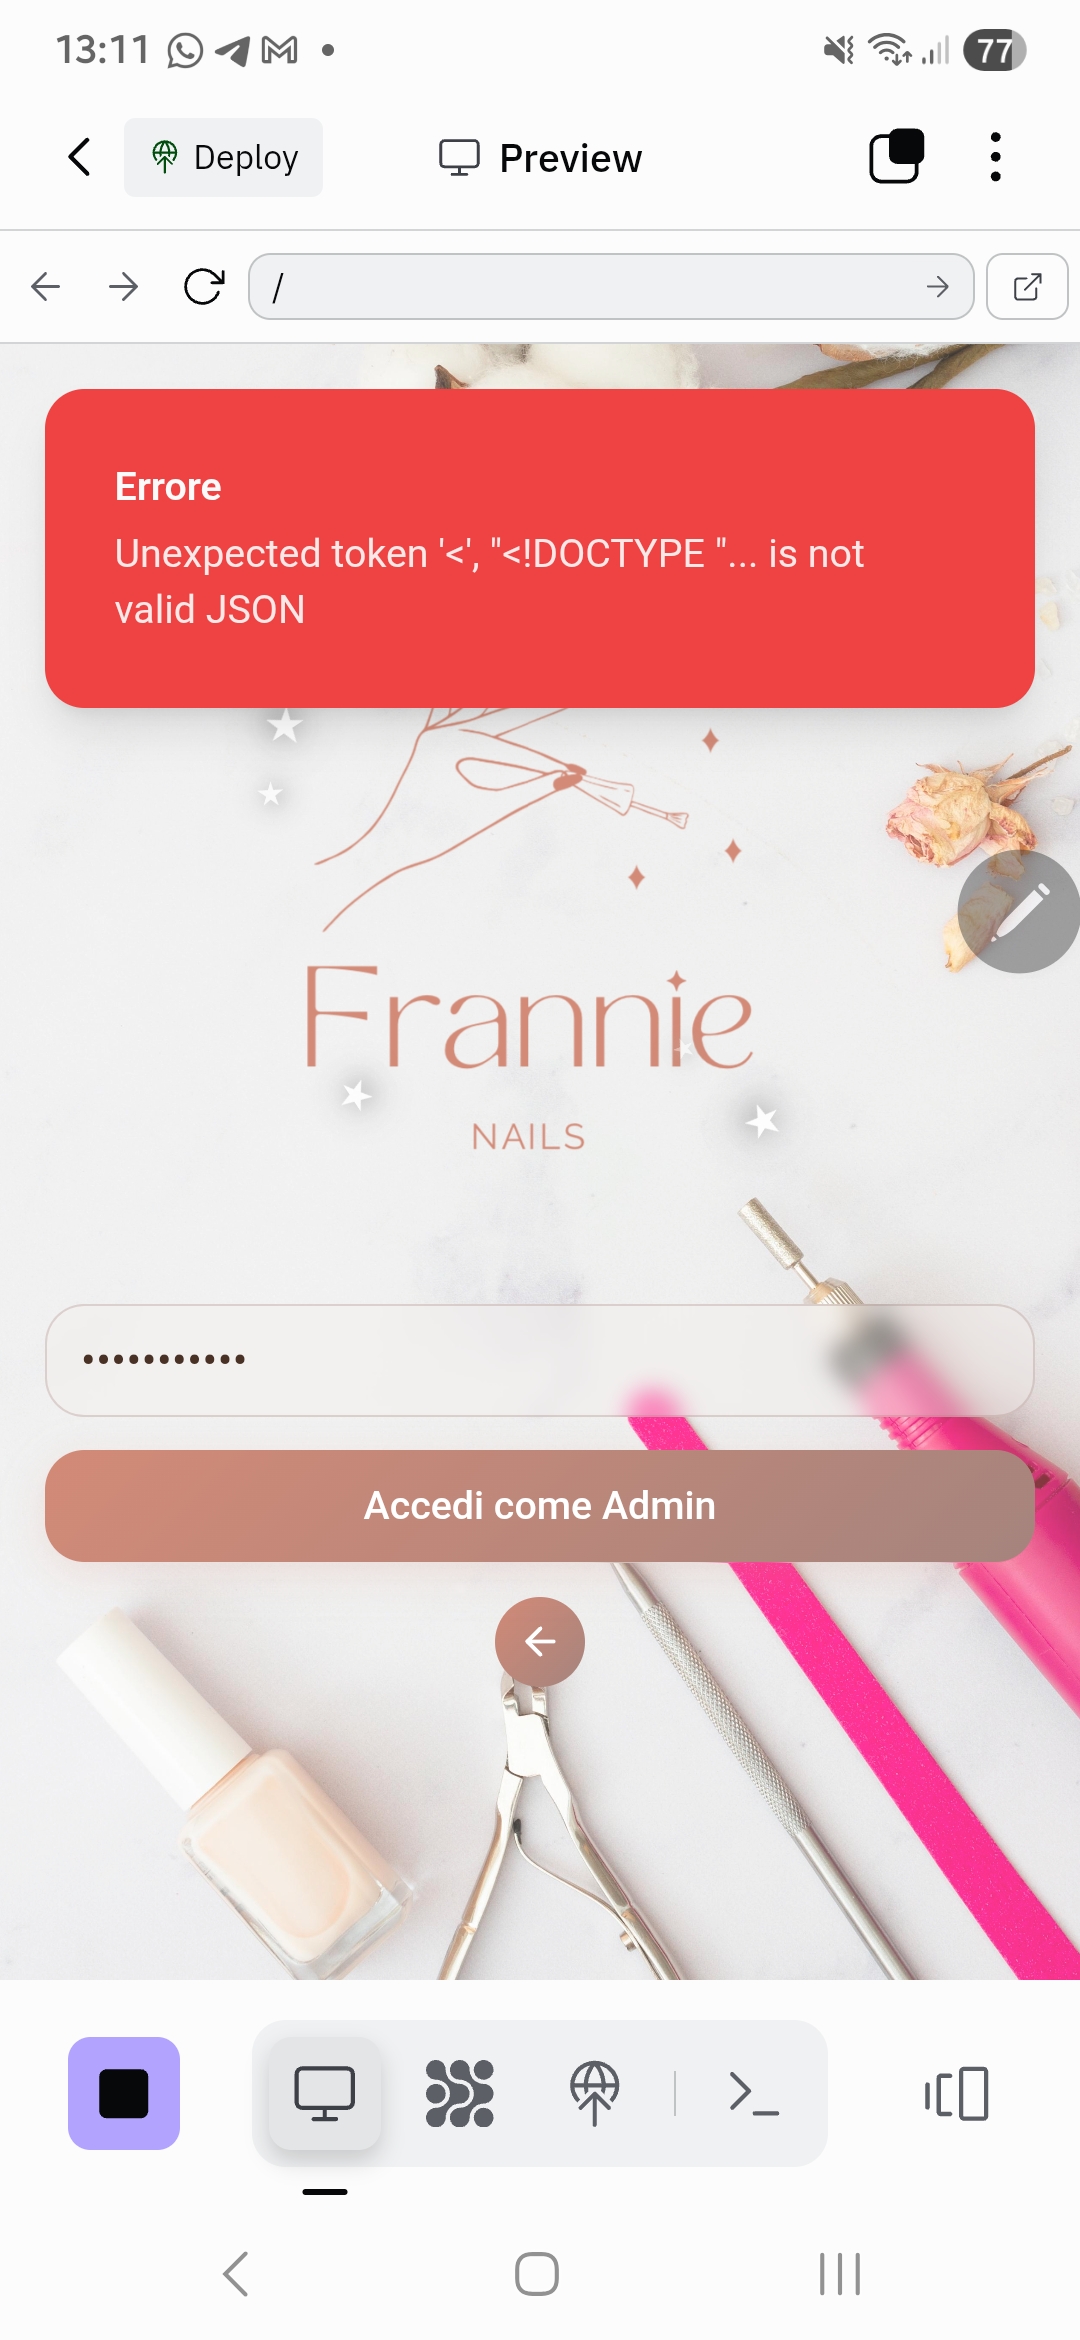 13:11
77
Deploy
Preview
/
Errore
Unexpected token '<', "<!DOCTYPE "... is not
valid JSON
Frannie
NAILS
•••••••••••
Accedi come Admin